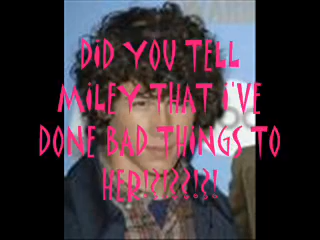 DiD YOU TELL
MiLEY THAT i'VE
DONE BAD THiNGS TO
HER!?!??!?!